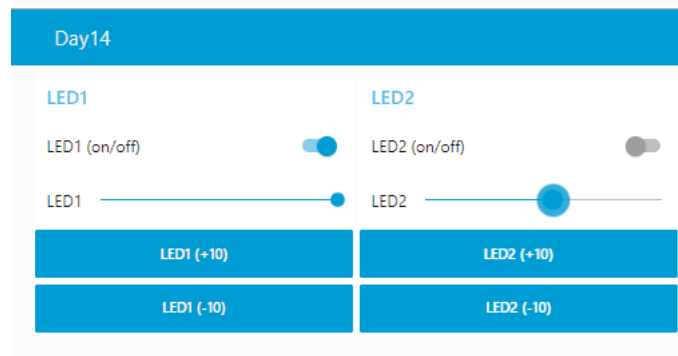 Day14
LED1
LED1 (on/off)
LED1
LED1 (+10)
LED1 (-10)
LED2
LED2 (on/off)
LED2
LED2 (+10)
LED2 (-10)